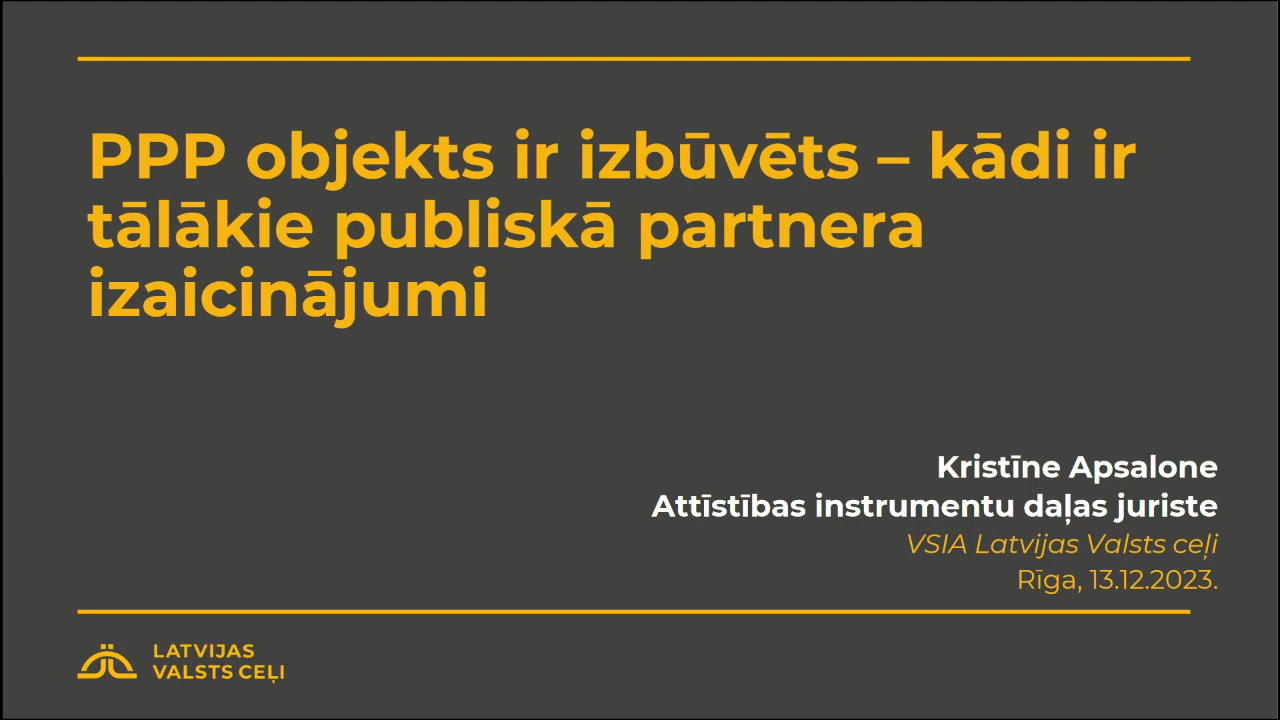 PPP objekts ir izbūvēts – kādi ir
tālākie publiskā partnera
izaicinājumi
Kristīne Apsalone
Attīstības instrumentu daļas juriste
VSIA Latvijas Valsts ceļi
Rīga, 13.12.2023.
LATVIJAS
VALSTS CEĻI